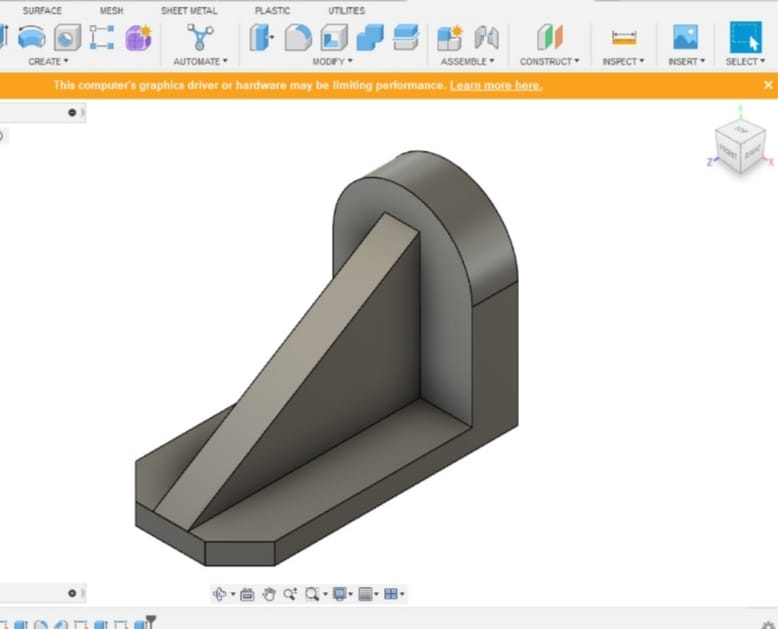 SURFACE MESH SHEET METAL PLASTIC UTILITIES
CREATE AUTOMATE MODIFY ASSEMBLE CONSTRUCT INSPECT INSERT SELECT
This computer's graphics driver or hardware may be limiting performance. Learn more here.
Y
TOP
FRONT RIGHT
Z X